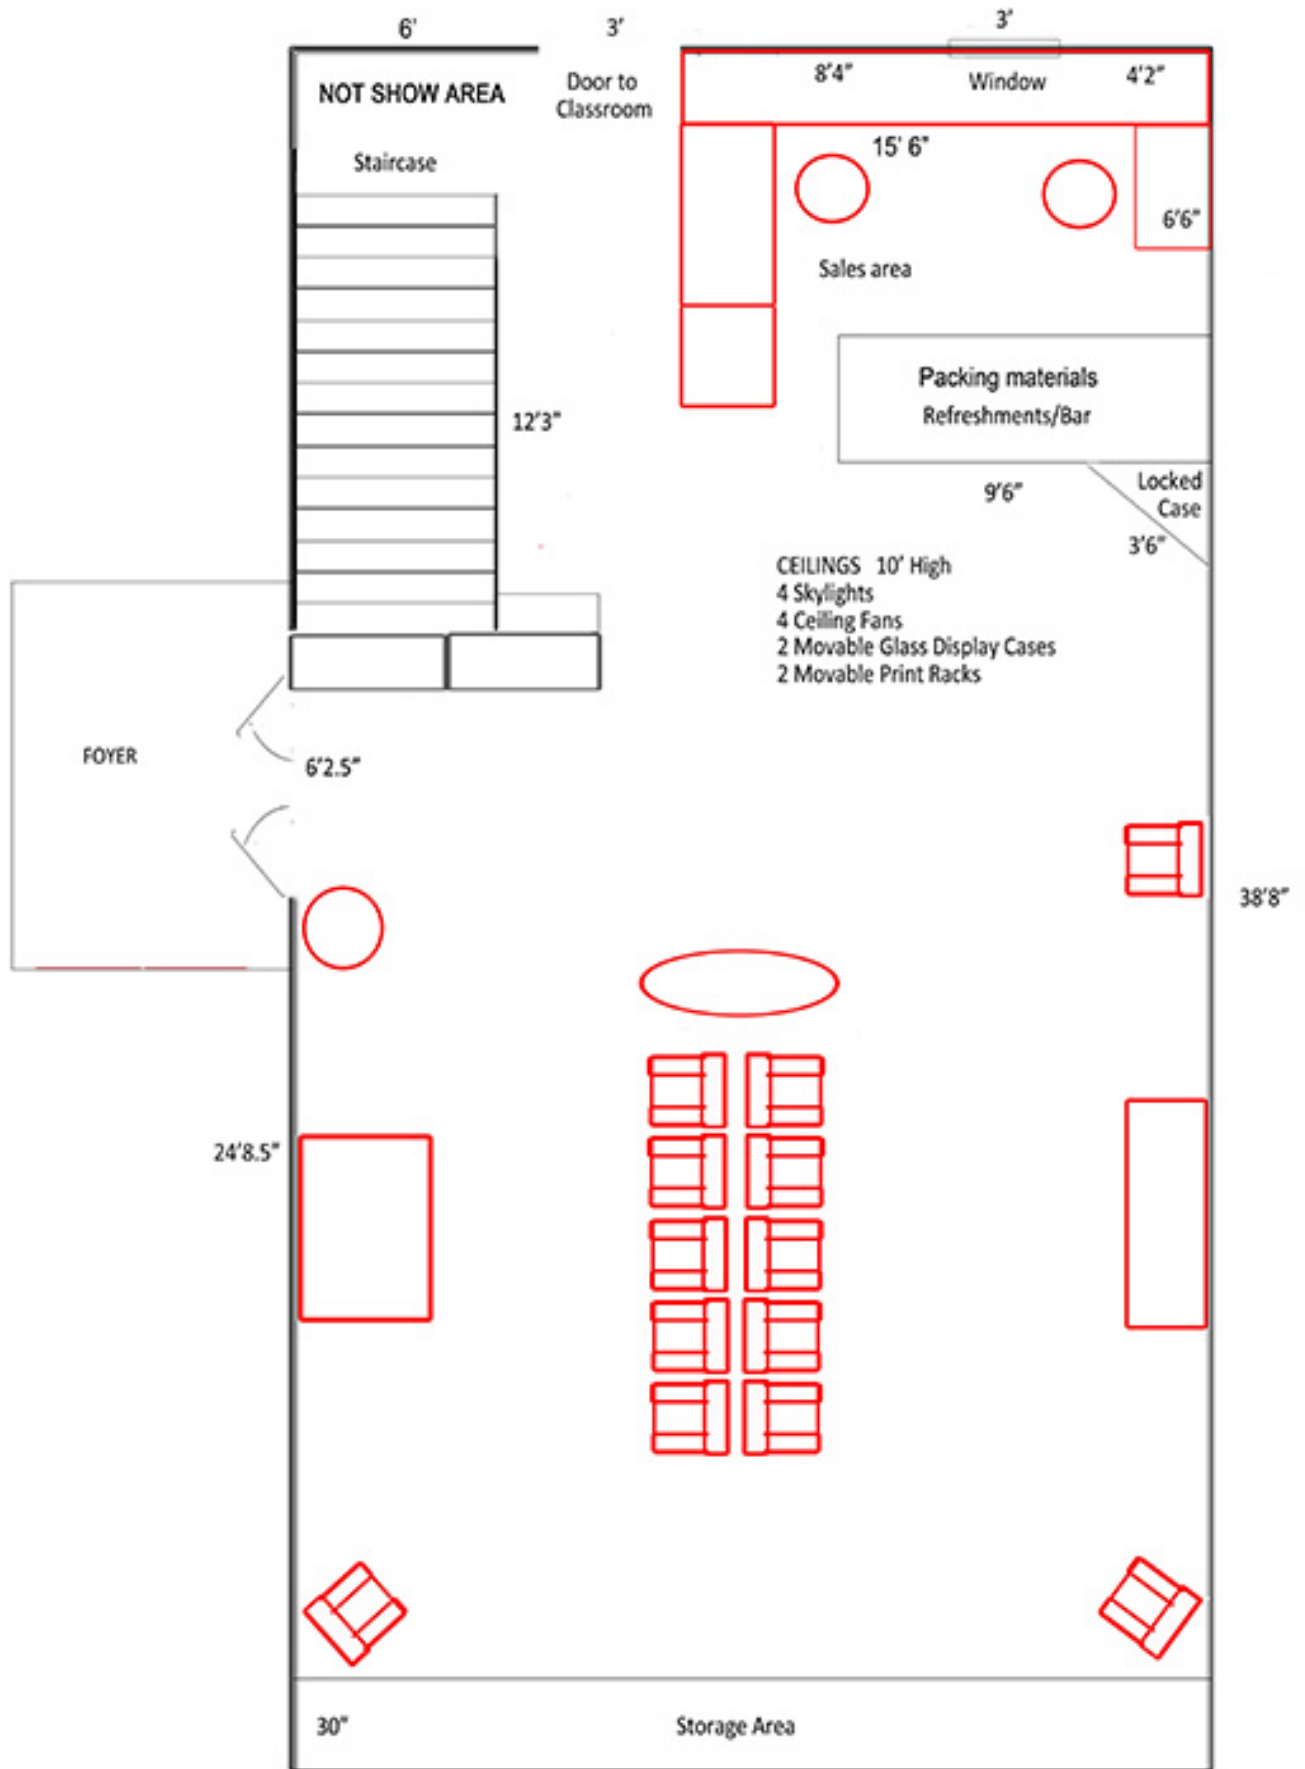 6'
3'
3'
NOT SHOW AREA
Door to
Classroom
8'4"
Window
4'2"
15' 6"
Staircase
6'6"
Sales area
Packing materials
Refreshments/Bar
12'3"
9'6"
Locked
Case
3'6"
CEILINGS 10' High
4 Skylights
4 Ceiling Fans
2 Movable Glass Display Cases
2 Movable Print Racks
FOYER
6'2.5"
38'8"
24'8.5"
30"
Storage Area